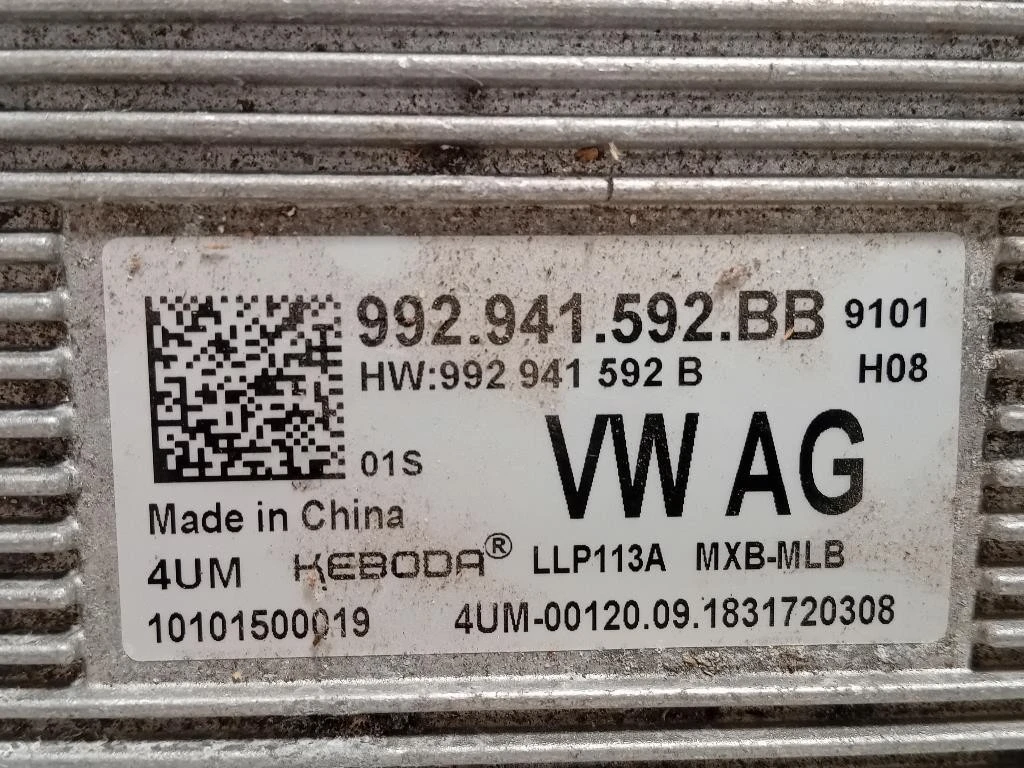 992.941.592.BB 9101
HW:992 941 592 B H08
01S
VW AG
Made in China
4UM KEBODA® LLP113A MXB-MLB
10101500019 4UM-00120.09.1831720308